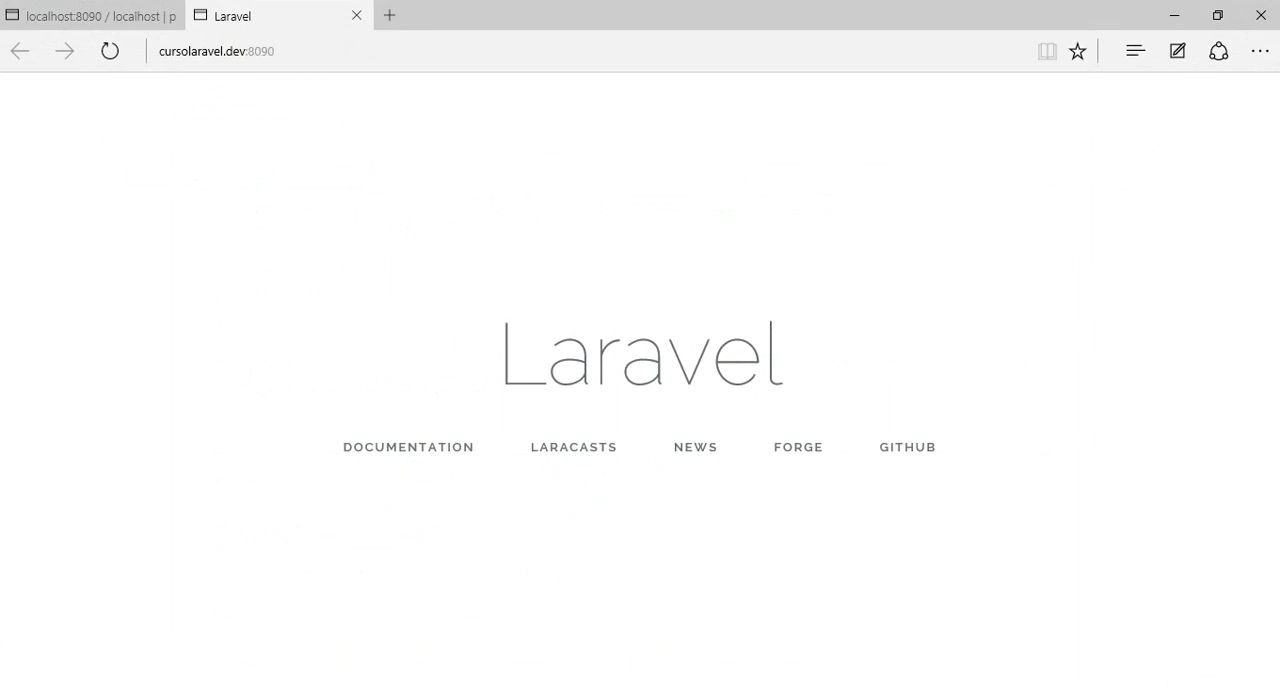 localhost:8090 / localhost | p
Laravel
cursolaravel.dev:8090
Laravel
DOCUMENTATION LARACASTS NEWS FORGE GITHUB